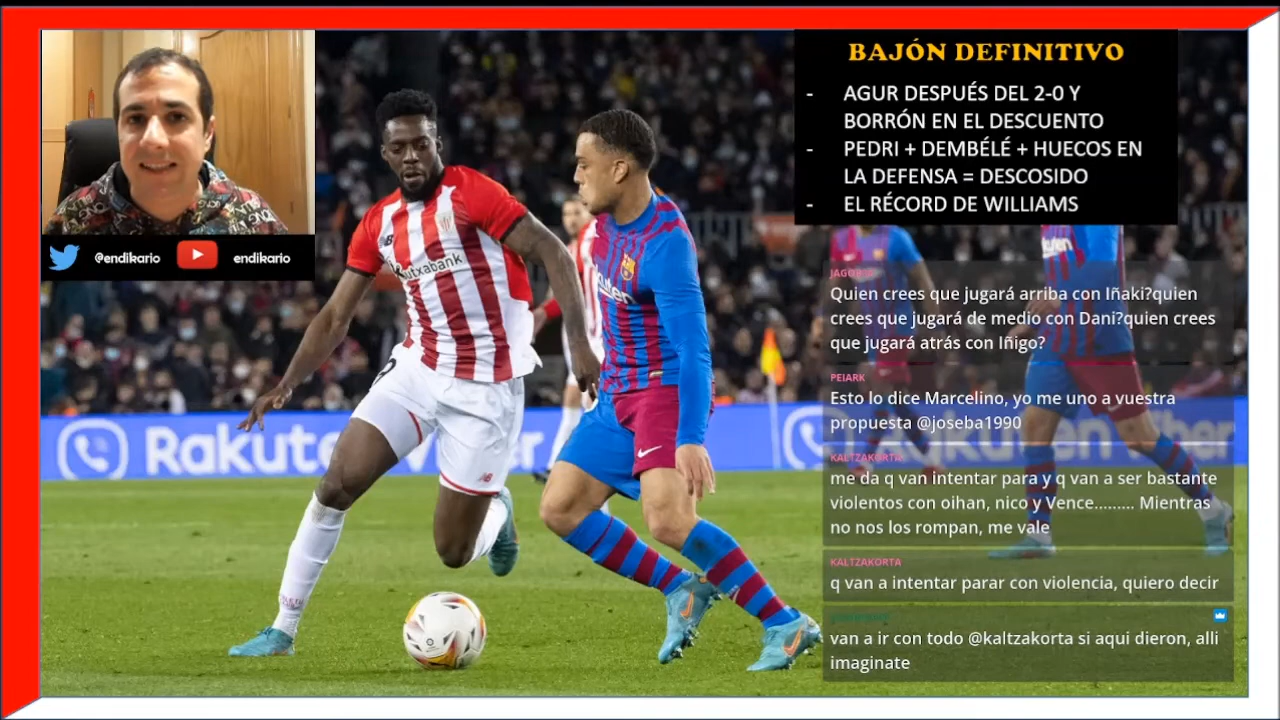 BAJÓN DEFINITIVO
- AGUR DESPUÉS DEL 2-0 Y
BORRÓN EN EL DESCUENTO
- PEDRI + DEMBÉLÉ + HUECOS EN
LA DEFENSA = DESCOSIDO
- EL RÉCORD DE WILLIAMS
@endikario
endikario
Kutxabank
Rakuten
Quien crees que jugará arriba con Iñaki?quien
crees que jugará de medio con Dani?quien crees
que jugará atrás con Iñigo?
PEIARK
Esto lo dice Marcelino, yo me uno a vuestra
propuesta @joseba1990
KALTZAKORTA
me da q van intentar para y q van a ser bastante
violentos con oihan, nico y Vence......... Mientras
no nos los rompan, me vale
KALTZAKORTA
q van a intentar parar con violencia, quiero decir
van a ir con todo @kaltzakorta si aqui dieron, alli
imaginate